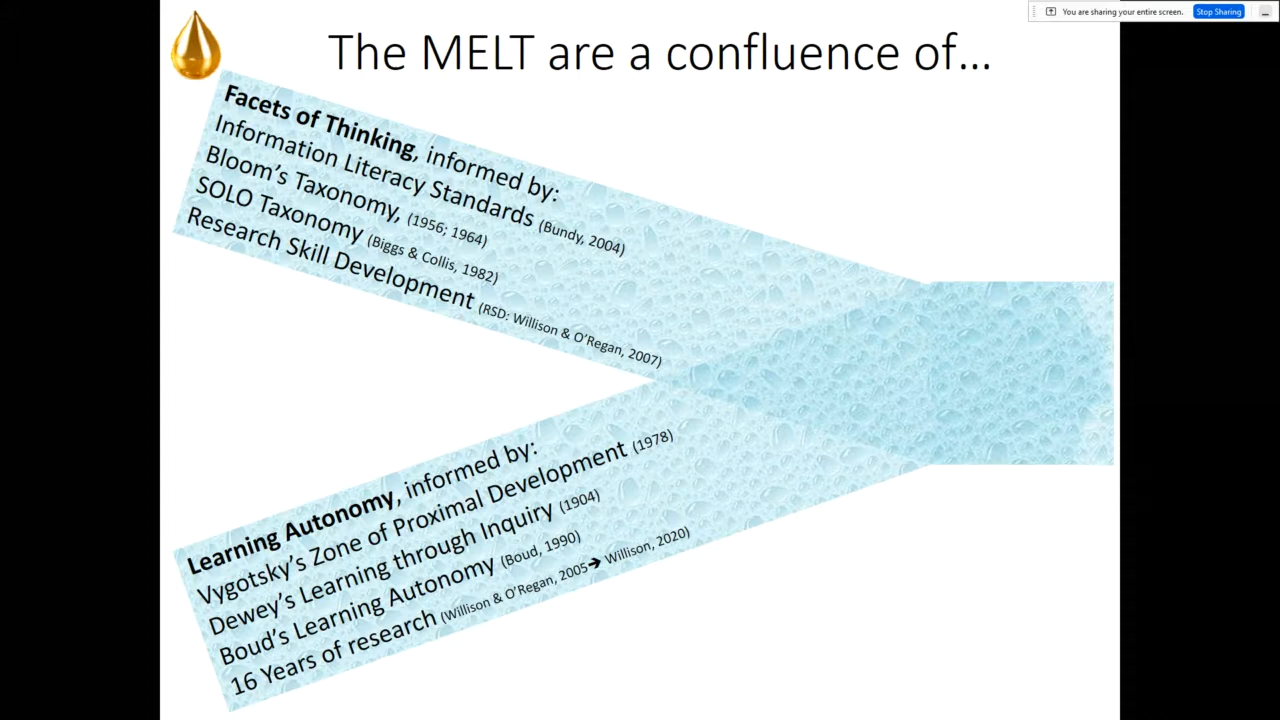 You are sharing your entire screen.
Stop Sharing
The MELT are a confluence of...
Facets of Thinking, informed by:
Information Literacy Standards (Bundy, 2004)
Bloom's Taxonomy, (1956; 1964)
SOLO Taxonomy (Biggs & Collis, 1982)
Research Skill Development (RSD: Willison & O'Regan, 2007)
Learning Autonomy, informed by:
Vygotsky's Zone of Proximal Development (1978)
Dewey's Learning through Inquiry (1904)
Boud's Learning Autonomy (Boud, 1990)
16 Years of research (Willison & O'Regan, 2005➔ Willison, 2020)